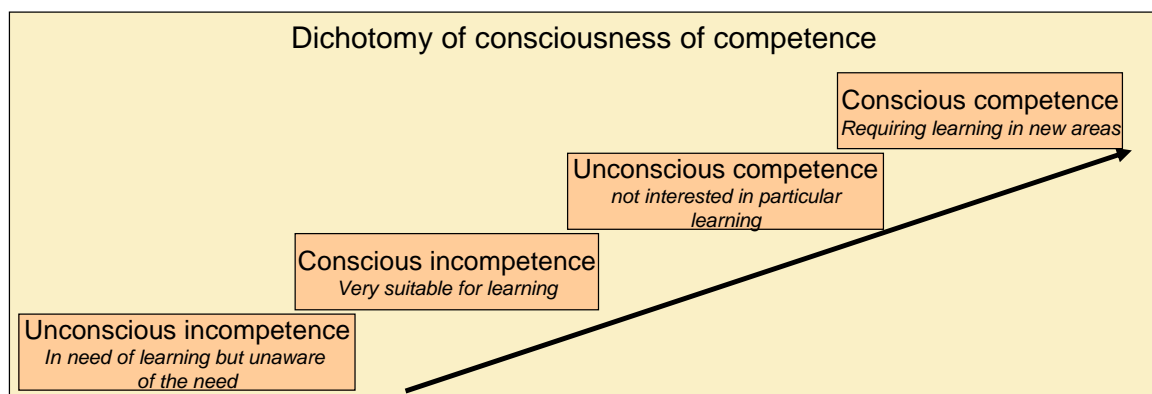 Dichotomy of consciousness of competence
Conscious competence
Requiring learning in new areas
Unconscious competence
not interested in particular
learning
Conscious incompetence
Very suitable for learning
Unconscious incompetence
In need of learning but unaware
of the need